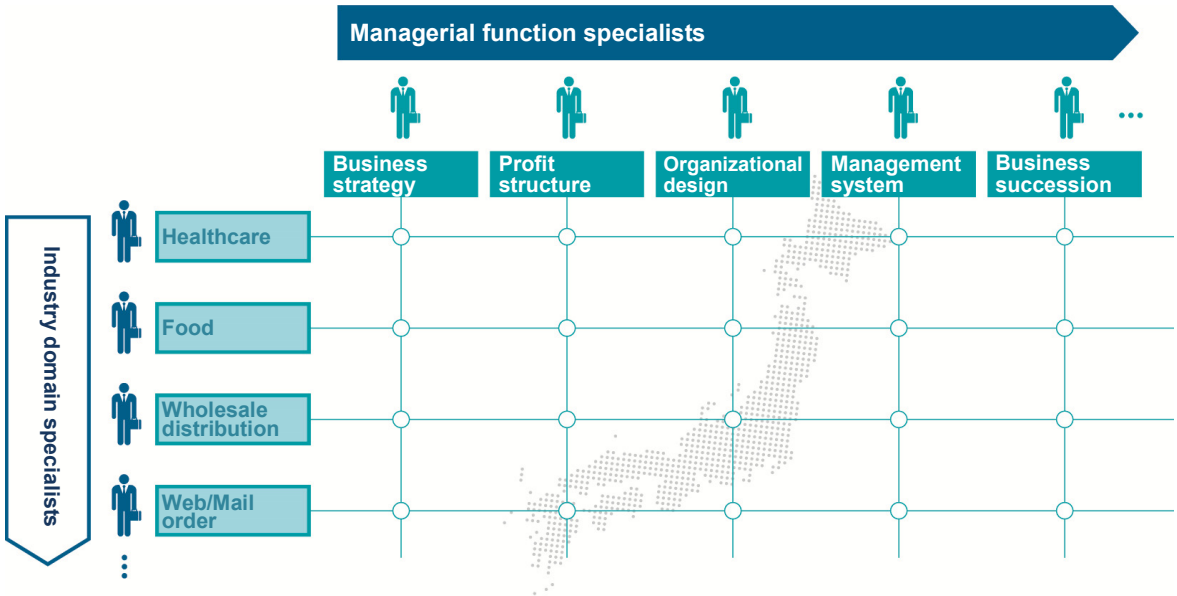 Managerial function specialists
...
Business
strategy
Profit
structure
Organizational
design
Management
system
Business
succession
Industry domain specialists
Healthcare
Food
Wholesale
distribution
Web/Mail
order
...